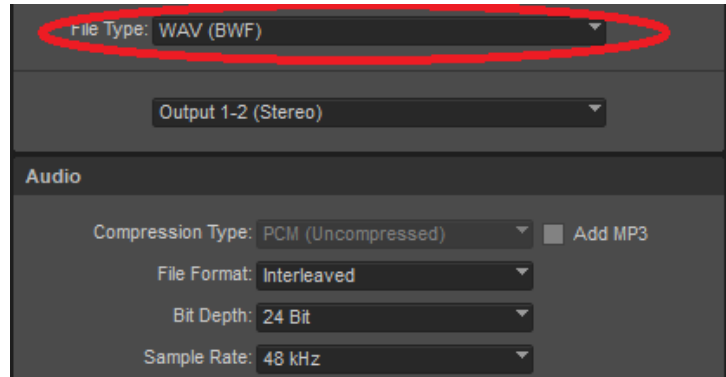 File Type: WAV (BWF)
Output 1-2 (Stereo)
Audio
Compression Type: PCM (Uncompressed) Add MP3
File Format: Interleaved
Bit Depth: 24 Bit
Sample Rate: 48 kHz